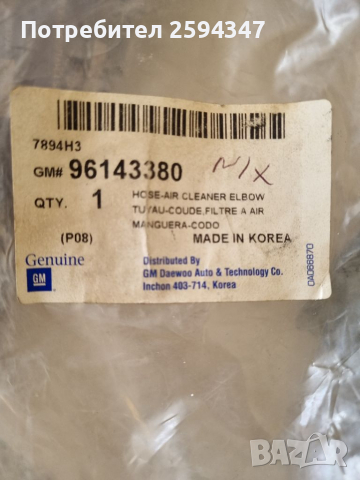 Потребител 2594347
7894H3
GM# 96143380
QTY. 1
HOSE-AIR CLEANER ELBOW
TUYAU-COUDE,FILTRE A AIR
MANGUERA-CODO
(P08) MADE IN KOREA
Genuine
GM
Distributed By
GM Daewoo Auto & Technology Co.
Inchon 403-714, Korea
BAZAR